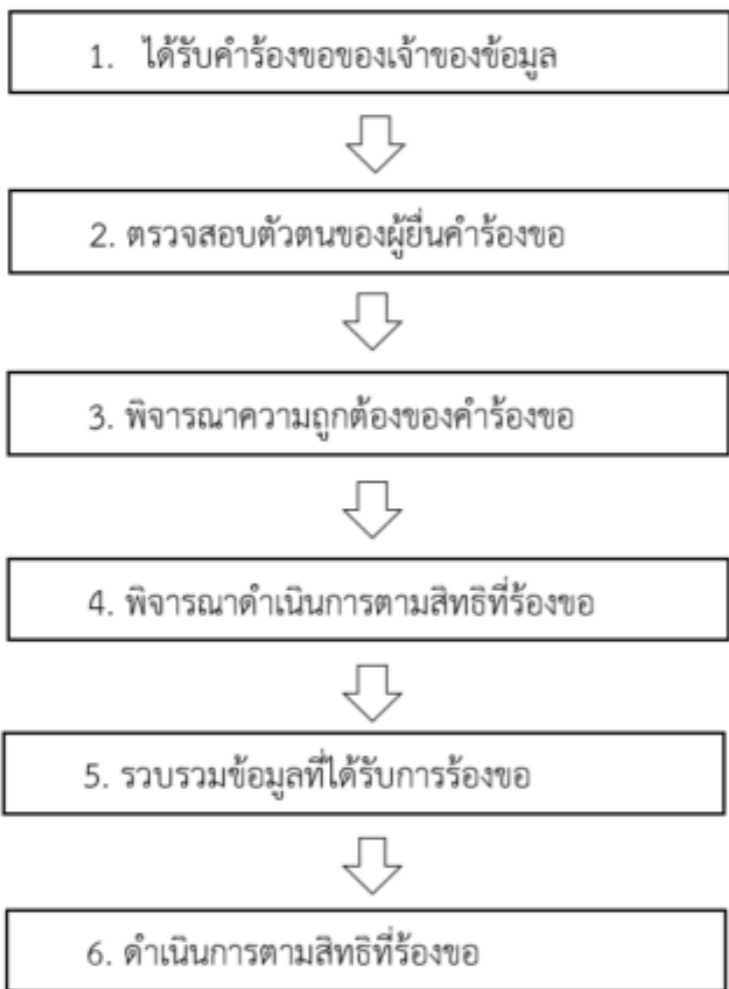 1. ได้รับคำร้องขอของเจ้าของข้อมูล
2. ตรวจสอบตัวตนของผู้ยื่นคำร้องขอ
3. พิจารณาความถูกต้องของคำร้องขอ
4. พิจารณาดำเนินการตามสิทธิที่ร้องขอ
5. รวบรวมข้อมูลที่ได้รับการร้องขอ
6. ดำเนินการตามสิทธิที่ร้องขอ